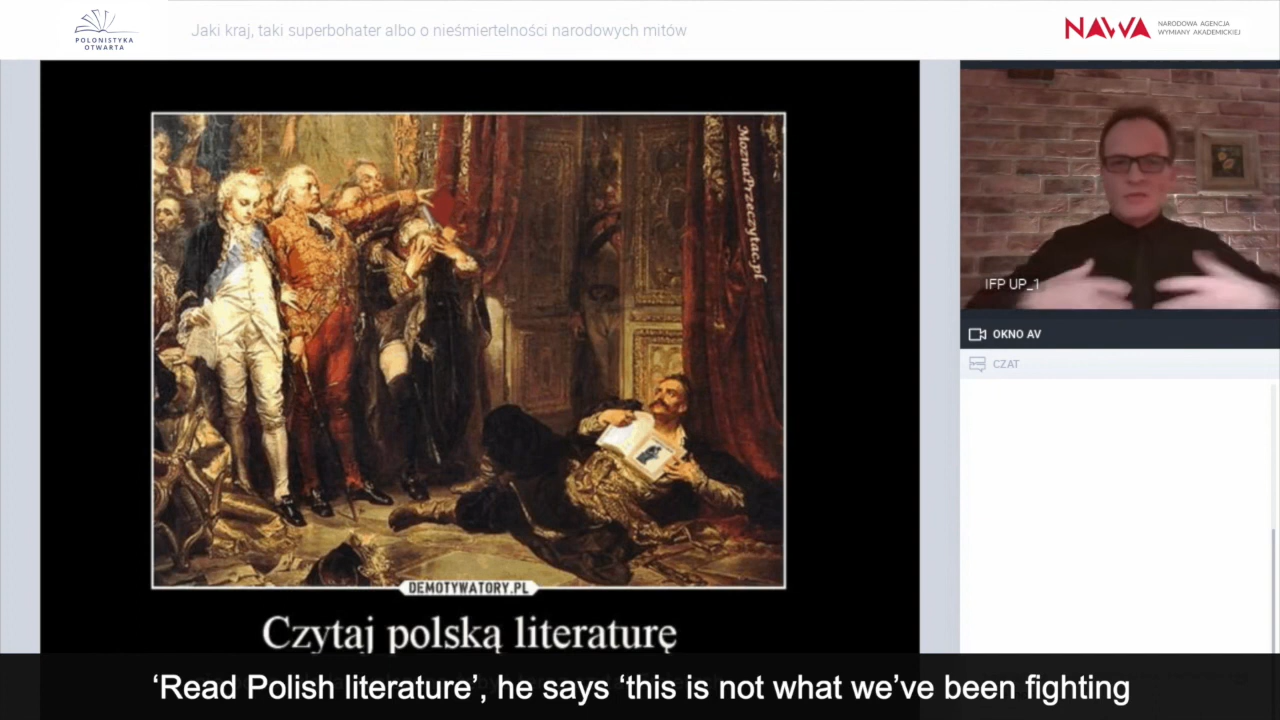 POLONISTYKA
OTWARTA
Jaki kraj, taki superbohater albo o nieśmiertelności narodowych mitów
NAWA
NARODOWA AGENCJA
WYMIANY AKADEMICKIEJ
MoznaPrzeczytac.pl
IFP UP_1
OKNO AV
CZAT
DEMOTYWATORY.PL
Czytaj polską literaturę
‘Read Polish literature’, he says ‘this is not what we’ve been fighting